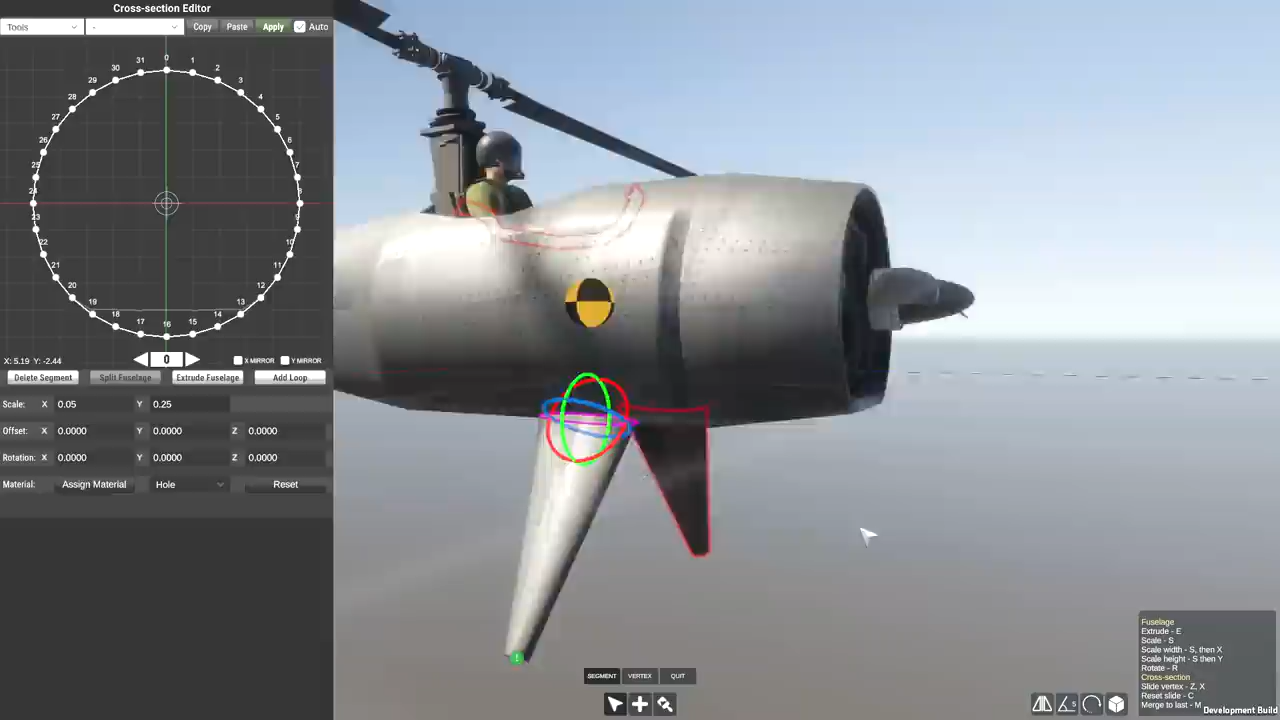 Cross-section Editor
Tools
-
Copy
Paste
Apply
Auto
0
31
1
30
2
29
3
28
4
27
5
26
6
25
7
24
8
23
9
22
10
21
11
20
12
19
13
18
14
17
15
16
X: 5.19 Y: -2.44
0
X MIRROR
Y MIRROR
Delete Segment
Split Fuselage
Extrude Fuselage
Add Loop
Scale: X 0.05 Y 0.25
Offset: X 0.0000 Y 0.0000 Z 0.0000
Rotation: X 0.0000 Y 0.0000 Z 0.0000
Material: Assign Material Hole Reset
SEGMENT
VERTEX
QUIT
5
Fuselage
Extrude - E
Scale - S
Scale width - S, then X
Scale height - S then Y
Rotate - R
Cross-section
Slide vertex - Z, X
Reset slide - C
Merge to last - M
Development Build